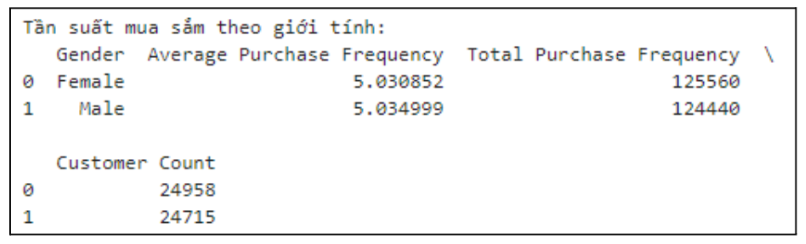 Tần suất mua sắm theo giới tính:
Gender Average Purchase Frequency Total Purchase Frequency \
0 Female 5.030852 125560
1 Male 5.034999 124440
Customer Count
0 24958
1 24715